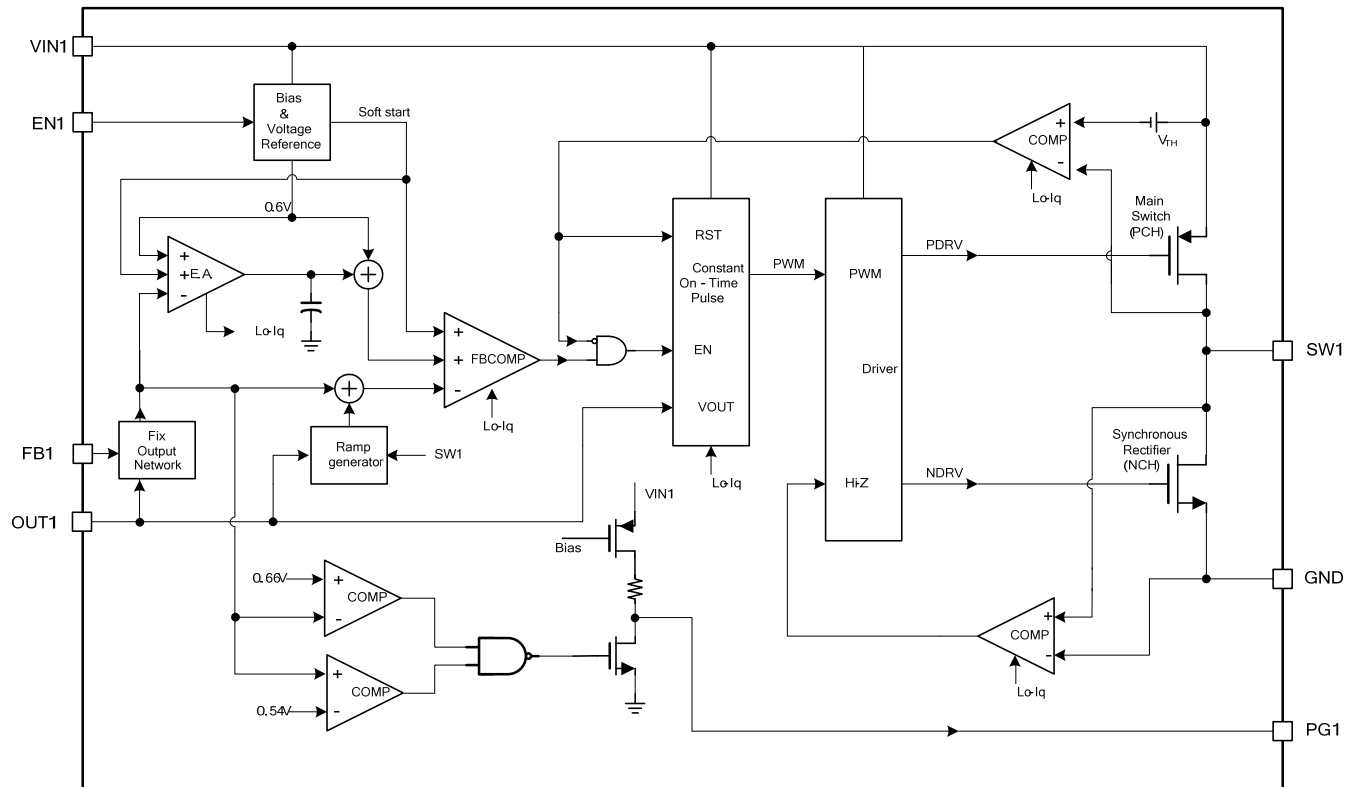 VIN1
EN1
Bias
&
Voltage
Reference
Soft start
0.6V
+
+
-
E.A.
Lo-Iq
+
+
+
+
-
FBCOMP
Lo-Iq
FB1
Fix
Output
Network
Ramp
generator
SW1
OUT1
RST
Constant
On - Time
Pulse
EN
VOUT
Lo-Iq
PWM
PWM
Driver
Hi-Z
PDRV
NDRV
+
COMP
-
Lo-Iq
VTH
Main
Switch
(PCH)
SW1
Synchronous
Rectifier
(NCH)
GND
+
COMP
-
Lo-Iq
VIN1
Bias
0.66V
+
COMP
-
+
COMP
-
0.54V
PG1